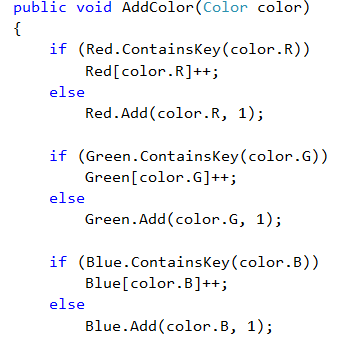 public void AddColor(Color color)
{
    if (Red.ContainsKey(color.R))
        Red[color.R]++;
    else
        Red.Add(color.R, 1);

    if (Green.ContainsKey(color.G))
        Green[color.G]++;
    else
        Green.Add(color.G, 1);

    if (Blue.ContainsKey(color.B))
        Blue[color.B]++;
    else
        Blue.Add(color.B, 1);